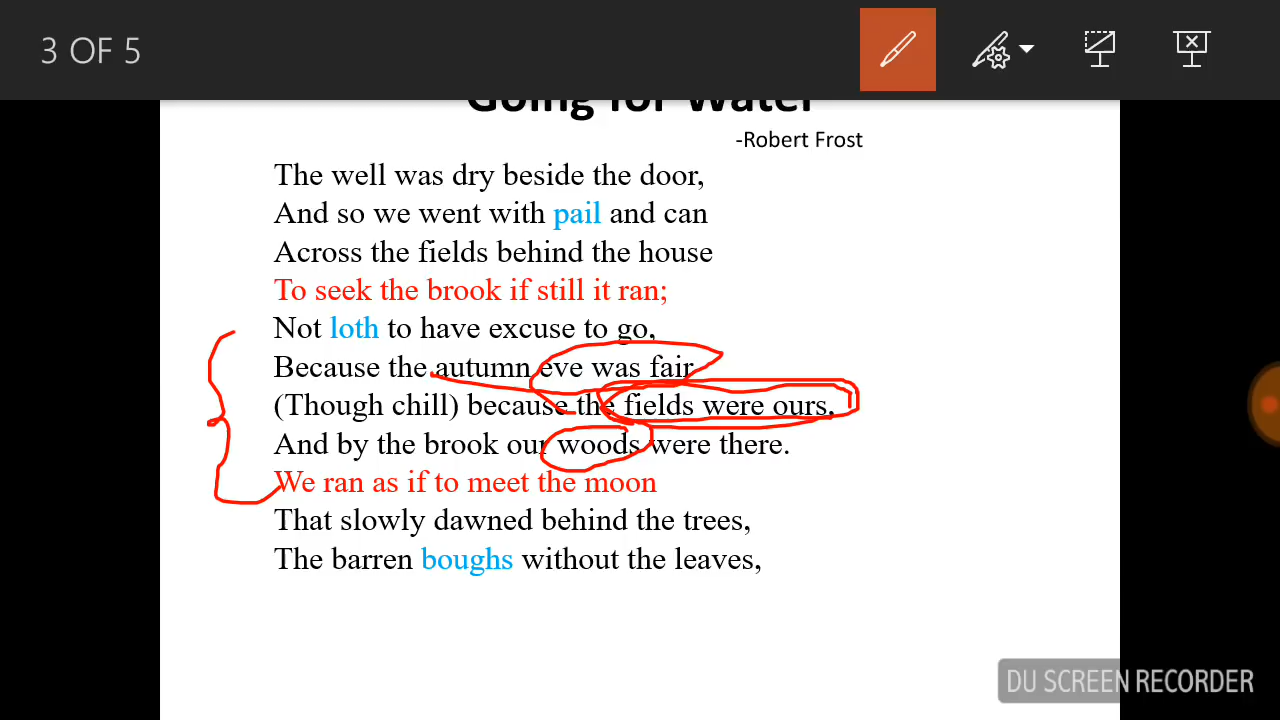 3 OF 5
Going for Water
-Robert Frost
The well was dry beside the door,
And so we went with pail and can
Across the fields behind the house
To seek the brook if still it ran;
Not loth to have excuse to go,
Because the autumn eve was fair
(Though chill) because the fields were ours,
And by the brook our woods were there.
We ran as if to meet the moon
That slowly dawned behind the trees,
The barren boughs without the leaves,
DU SCREEN RECORDER